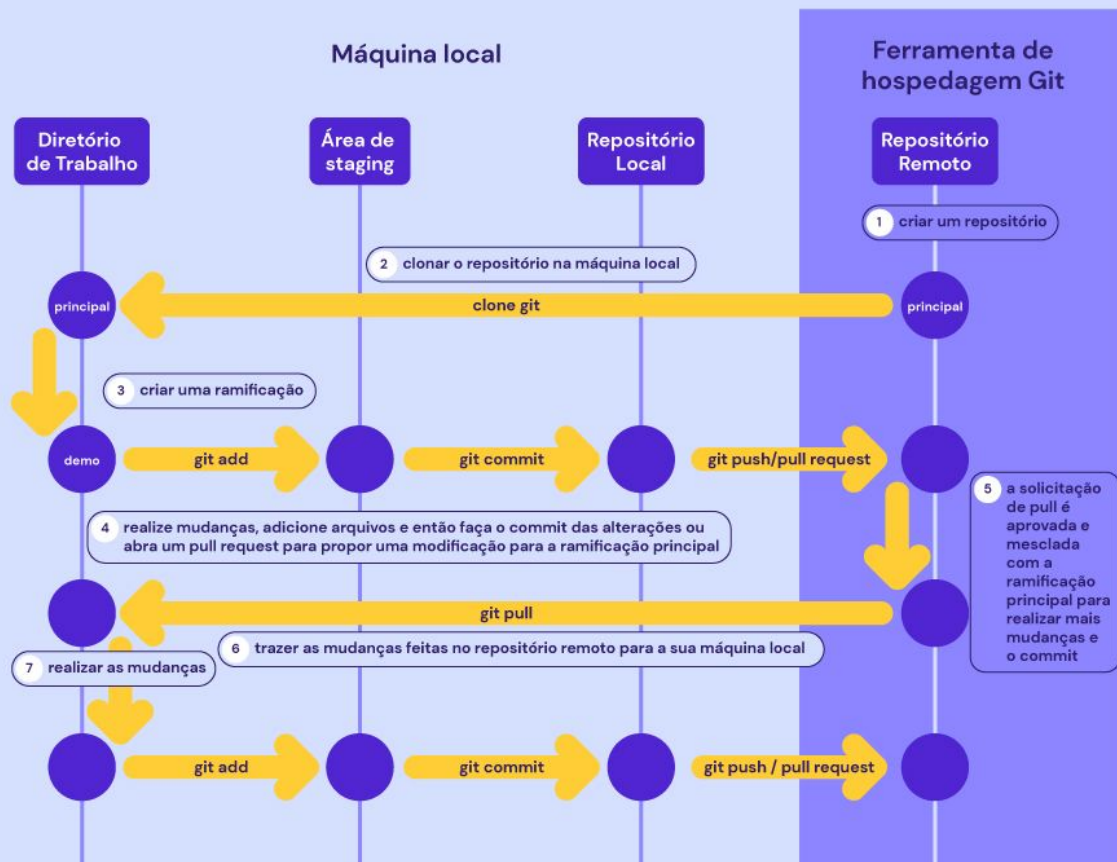 Máquina local
Ferramenta de
hospedagem Git
Diretório
de Trabalho
Área de
staging
Repositório
Local
Repositório
Remoto
1 criar um repositório
2 clonar o repositório na máquina local
principal
clone git
principal
3 criar uma ramificação
demo
git add
git commit
git push/pull request
4 realize mudanças, adicione arquivos e então faça o commit das alterações ou
abra um pull request para propor uma modificação para a ramificação principal
5 a solicitação
de pull é
aprovada e
mesclada
com a
ramificação
principal para
realizar mais
mudanças e
o commit
git pull
6 trazer as mudanças feitas no repositório remoto para a sua máquina local
7 realizar as mudanças
git add
git commit
git push / pull request